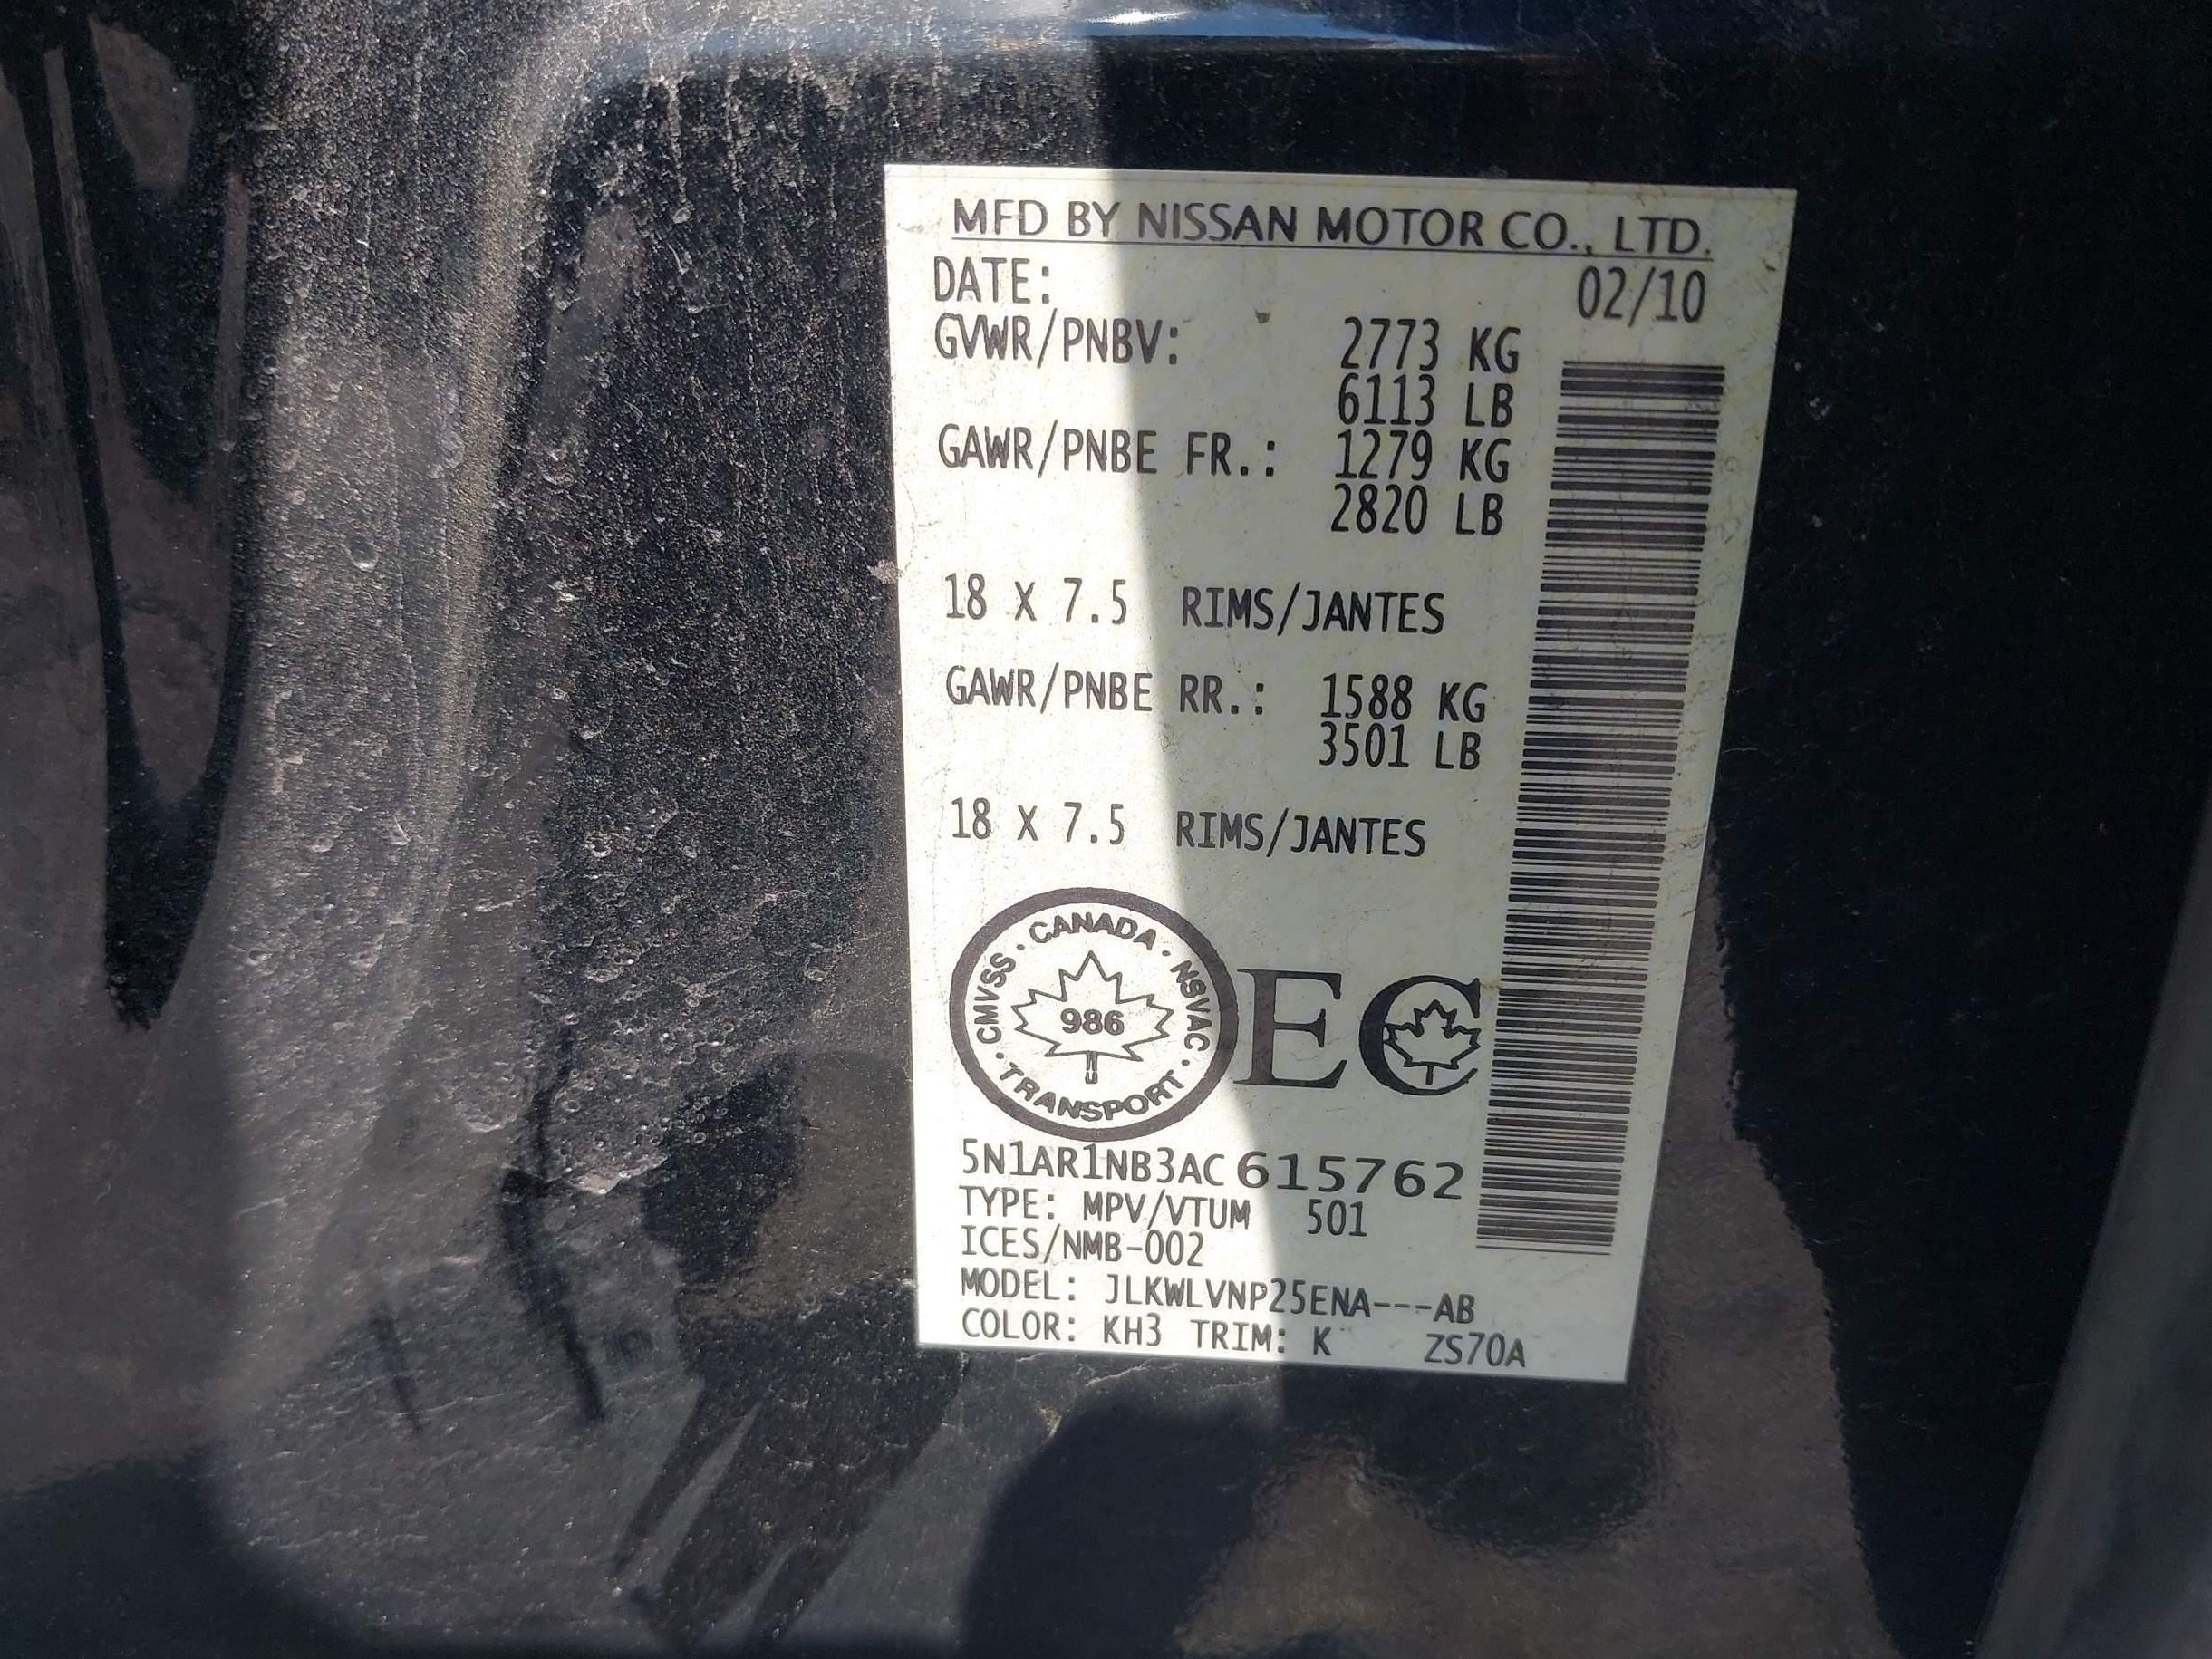 MFD BY NISSAN MOTOR CO., LTD.
DATE: 02/10
GVWR/PNBV: 2773 KG
6113 LB
GAWR/PNBE FR.: 1279 KG
2820 LB
18 X 7.5 RIMS/JANTES
GAWR/PNBE RR.: 1588 KG
3501 LB
18 X 7.5 RIMS/JANTES
CANADA · NSVAC · TRANSPORT · CMVSS ·
986
EC
5N1AR1NB3AC615762
TYPE: MPV/VTUM 501
ICES/NMB-002
MODEL: JLKWLVNP25ENA---AB
COLOR: KH3 TRIM: K ZS70A